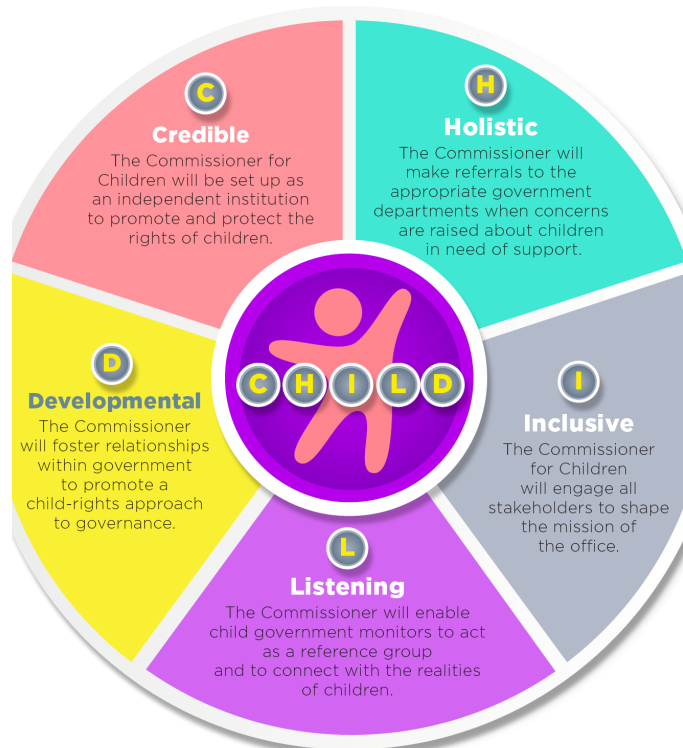 C
Credible
The Commissioner for
Children will be set up as
an independent institution
to promote and protect the
rights of children.
H
Holistic
The Commissioner will
make referrals to the
appropriate government
departments when concerns
are raised about children
in need of support.
I
Inclusive
The Commissioner
for Children
will engage all
stakeholders to shape
the mission of
the office.
L
Listening
The Commissioner will enable
child government monitors to act
as a reference group
and to connect with the realities
of children.
D
Developmental
The Commissioner
will foster relationships
within government
to promote a
child-rights approach
to governance.
CHILD